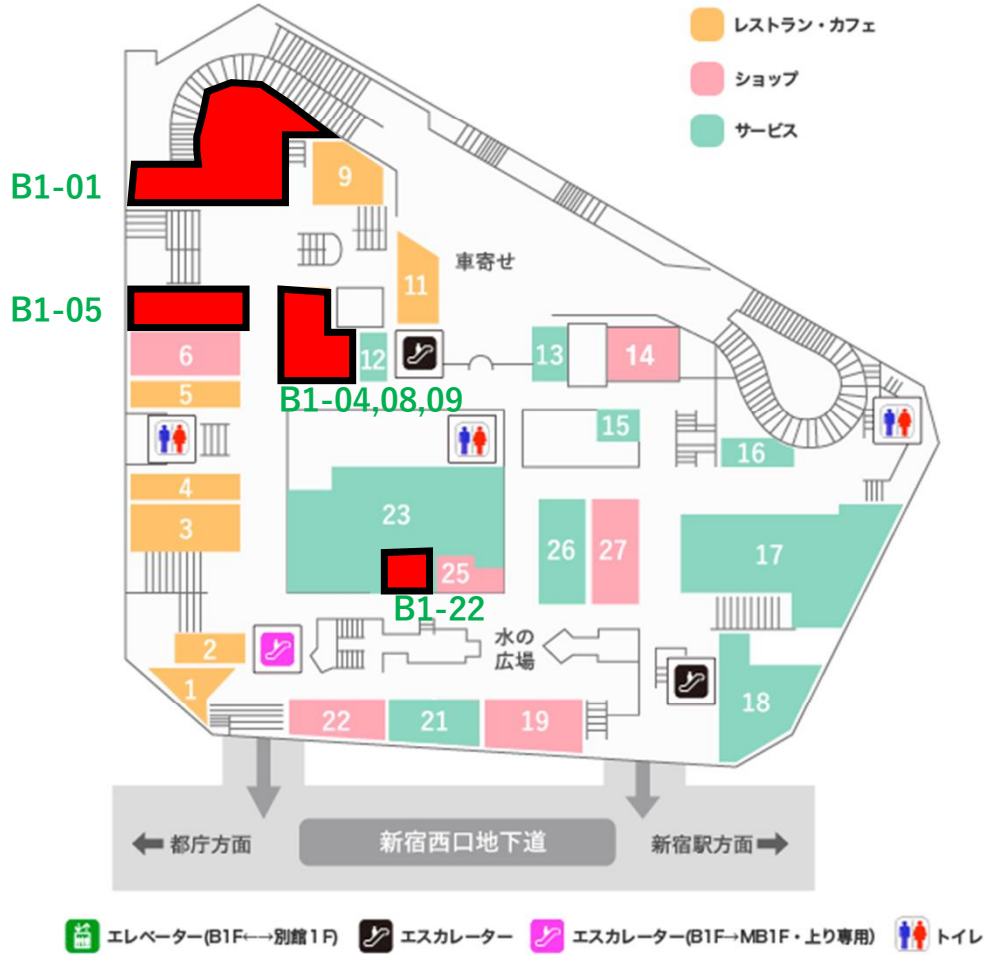 レストラン・カフェ
ショップ
サービス
B1-01
9
車寄せ
11
B1-05
6
12
13
14
5
B1-04,08,09
15
16
4
3
23
26
27
17
25
B1-22
2
水の
広場
1
18
22
21
19
都庁方面
新宿西口地下道
新宿駅方面
エレベーター(B1F←→別館1F)
エスカレーター
エスカレーター(B1F→MB1F・上り専用)
トイレ